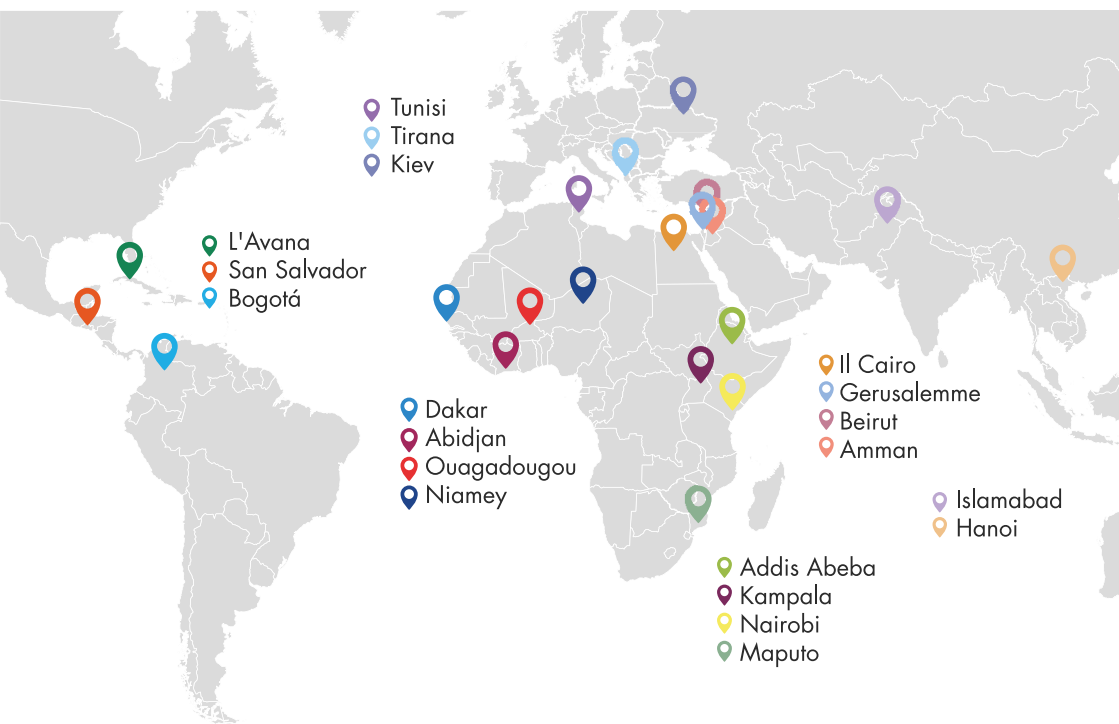 Tunisi
Tirana
Kiev
L'Avana
San Salvador
Bogotá
Dakar
Abidjan
Ouagadougou
Niamey
Il Cairo
Gerusalemme
Beirut
Amman
Islamabad
Hanoi
Addis Abeba
Kampala
Nairobi
Maputo